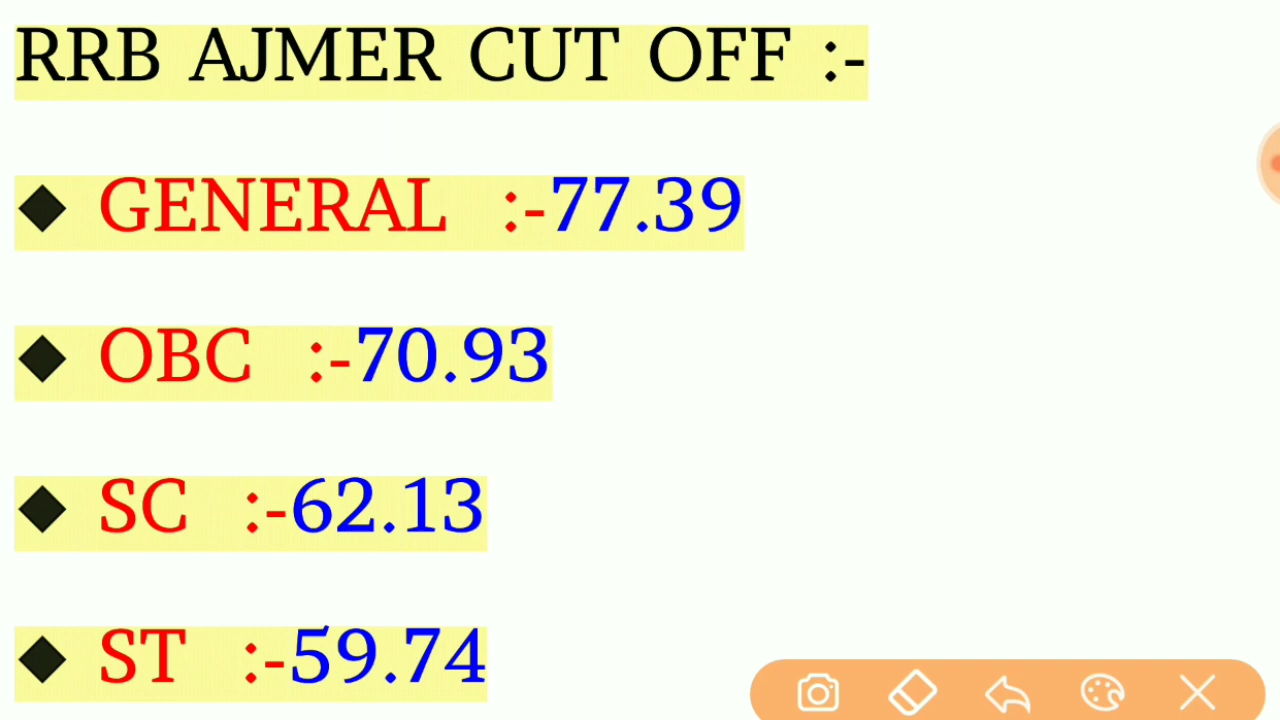 RRB AJMER CUT OFF :-
◆ GENERAL :-77.39
◆ OBC :-70.93
◆ SC :-62.13
◆ ST :-59.74